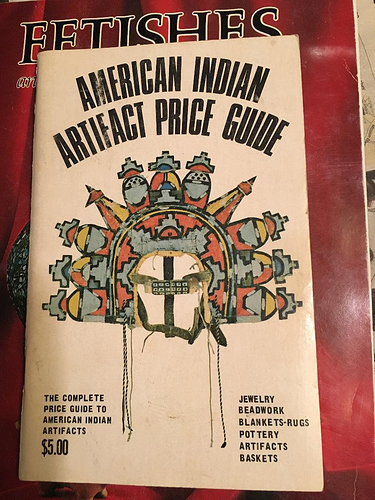 FETISHES
an
AMERICAN INDIAN
ARTIFACT PRICE GUIDE
THE COMPLETE
PRICE GUIDE TO
AMERICAN INDIAN
ARTIFACTS
$5.00
JEWELRY
BEADWORK
BLANKETS-RUGS
POTTERY
ARTIFACTS
BASKETS